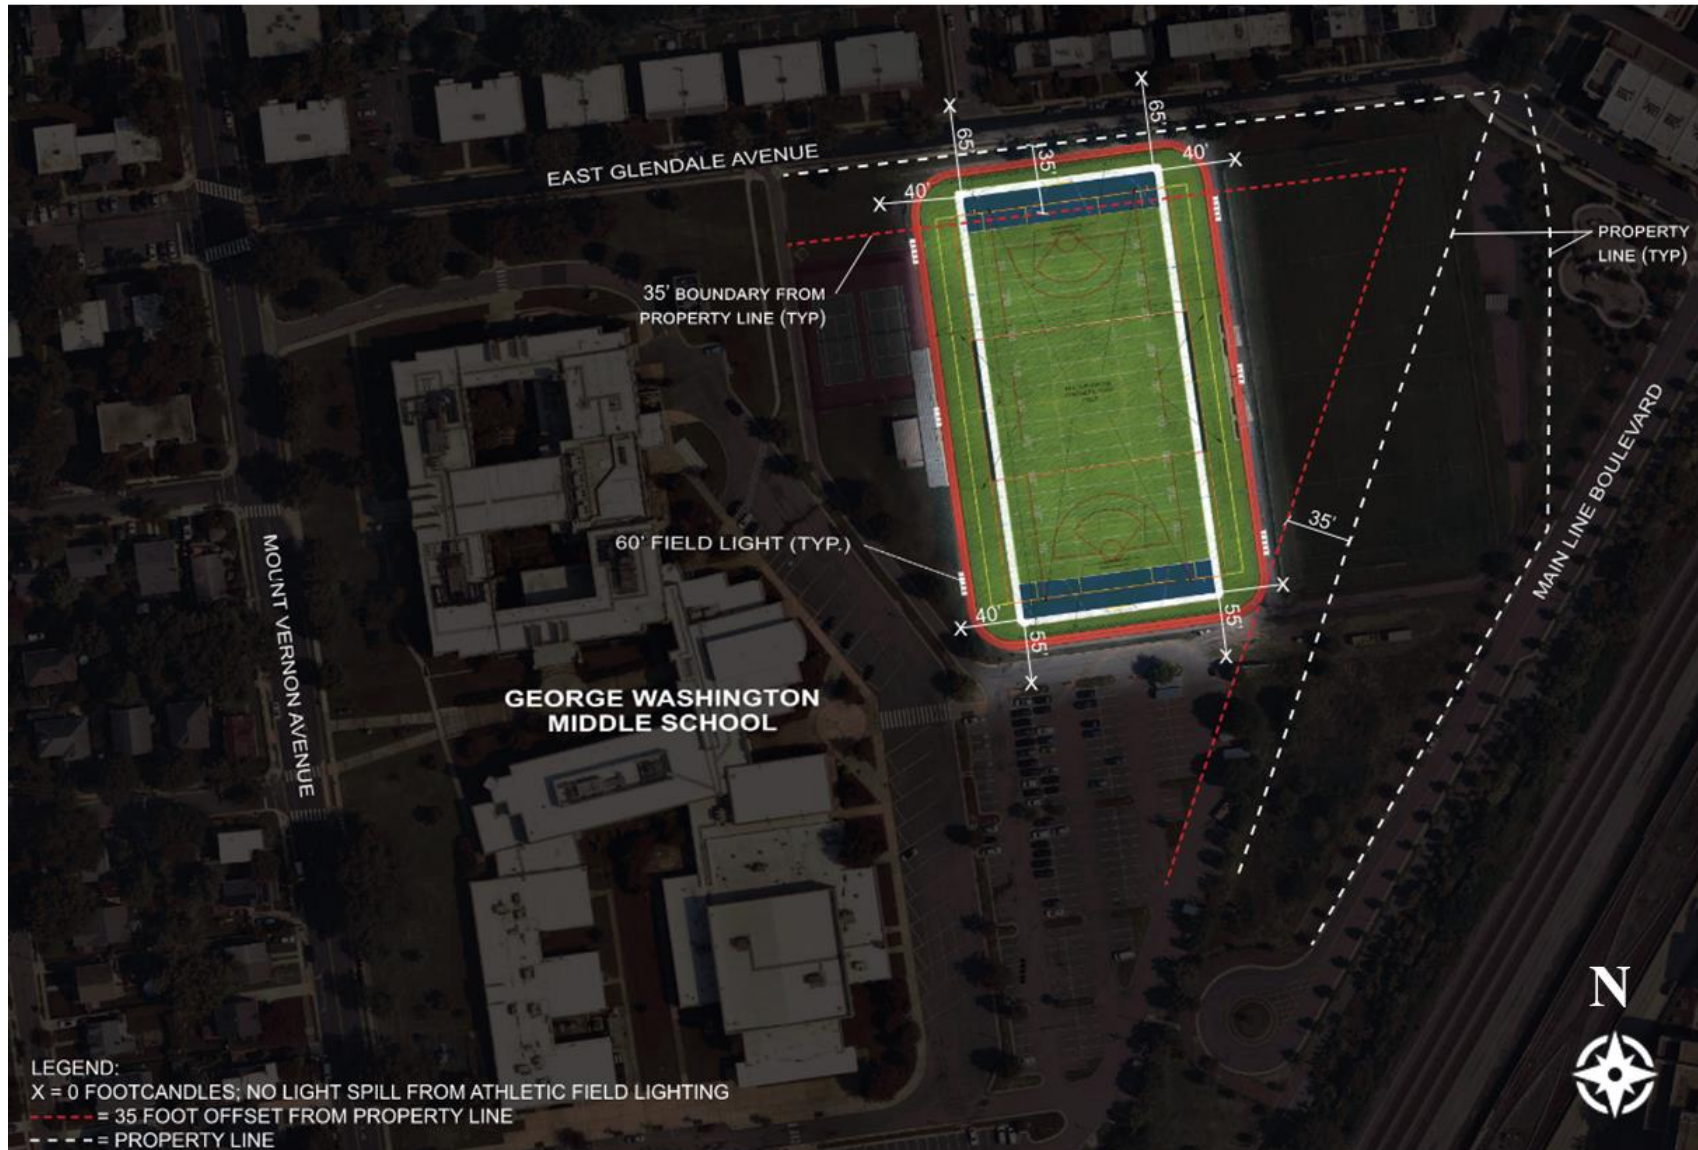 EAST GLENDALE AVENUE
65'
65'
35'
40'
40'
PROPERTY
LINE (TYP)
35' BOUNDARY FROM
PROPERTY LINE (TYP)
35'
60' FIELD LIGHT (TYP.)
MOUNT VERNON AVENUE
MAIN LINE BOULEVARD
40'
55'
55'
GEORGE WASHINGTON
MIDDLE SCHOOL
N
LEGEND:
X = 0 FOOTCANDLES; NO LIGHT SPILL FROM ATHLETIC FIELD LIGHTING
= 35 FOOT OFFSET FROM PROPERTY LINE
= PROPERTY LINE